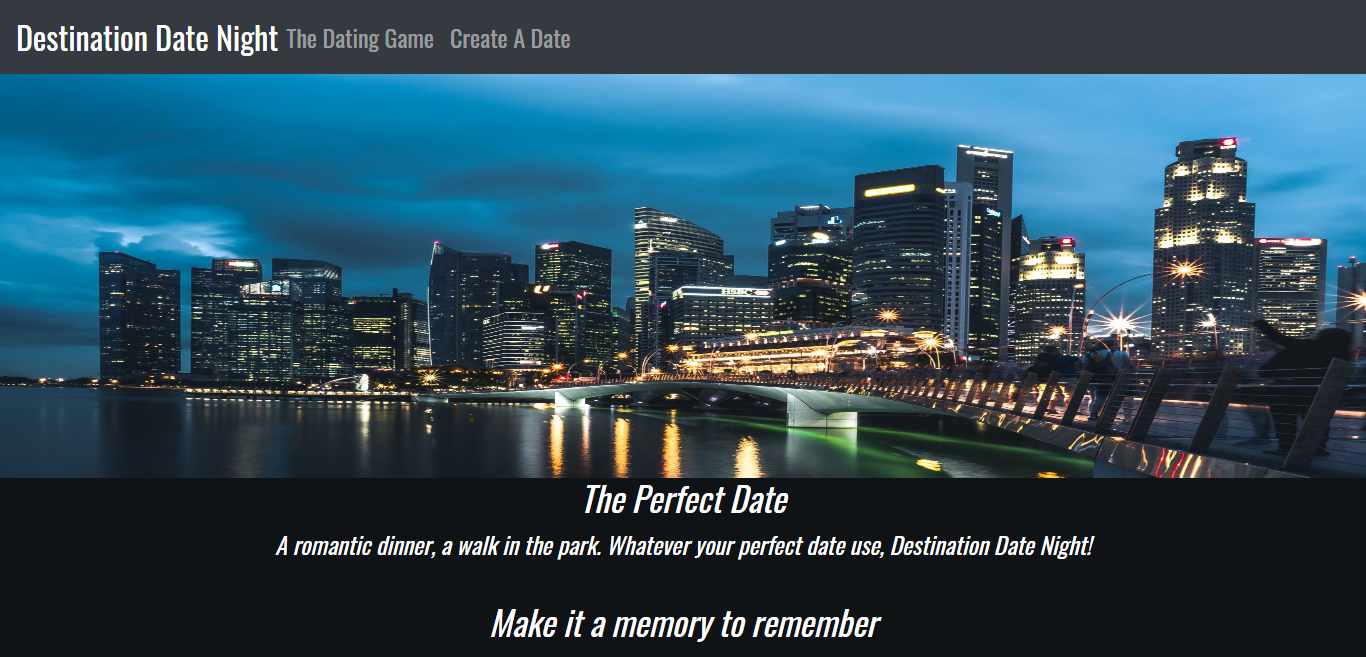 Destination Date Night The Dating Game Create A Date
HSBC
The Perfect Date
A romantic dinner, a walk in the park. Whatever your perfect date use, Destination Date Night!
Make it a memory to remember